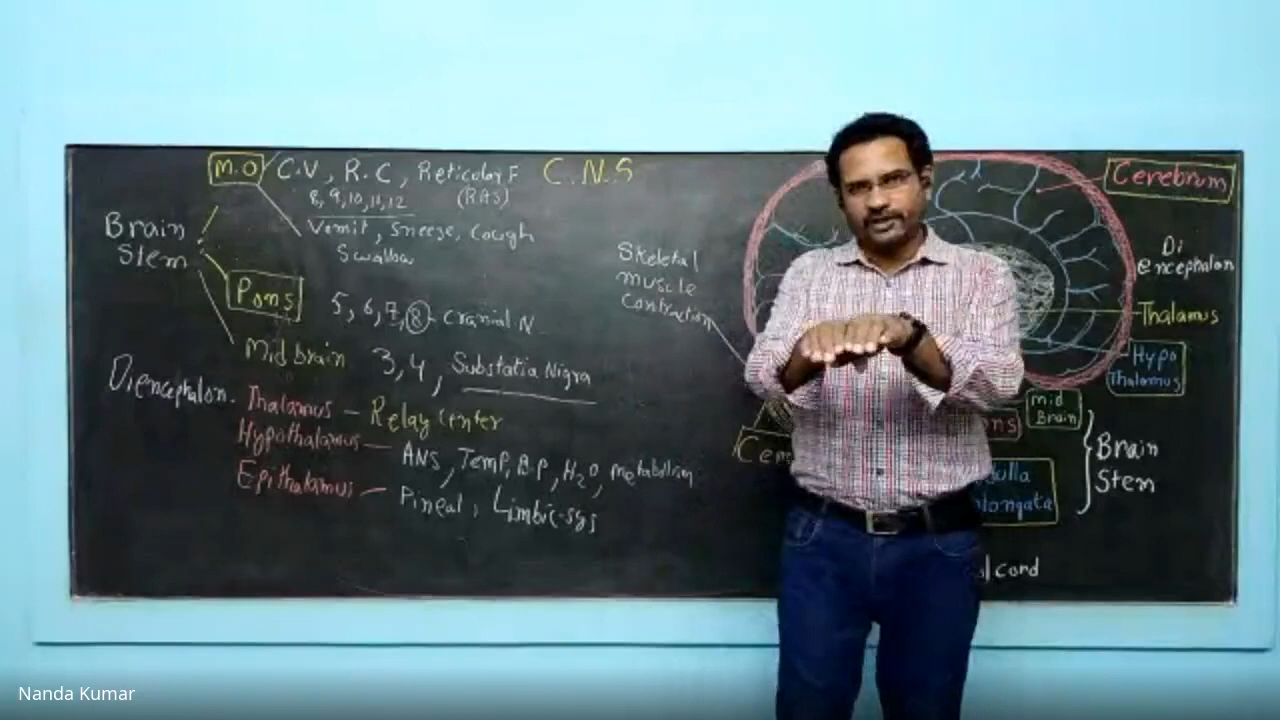 M.O C.V, R.C, Reticular F
8, 9, 10, 11, 12 (RAS)
C.N.S
Vomit, Sneeze, Cough
Swallow
Brain
Stem
Pons
5, 6, 7, 8 - Cranial N
Mid brain 3, 4, Substatia Nigra
Diencephalon. Thalamus - Relay Center
Hypothalamus - ANS, Temp, B.P, H2O, metabolism
Epithalamus - Pineal, Limbic-sys
Skeletal
muscle
Contraction
Cerebrum
Di
encephalon
Thalamus
Hypo
Thalamus
mid
Brain
Brain
Stem
Cord
Nanda Kumar